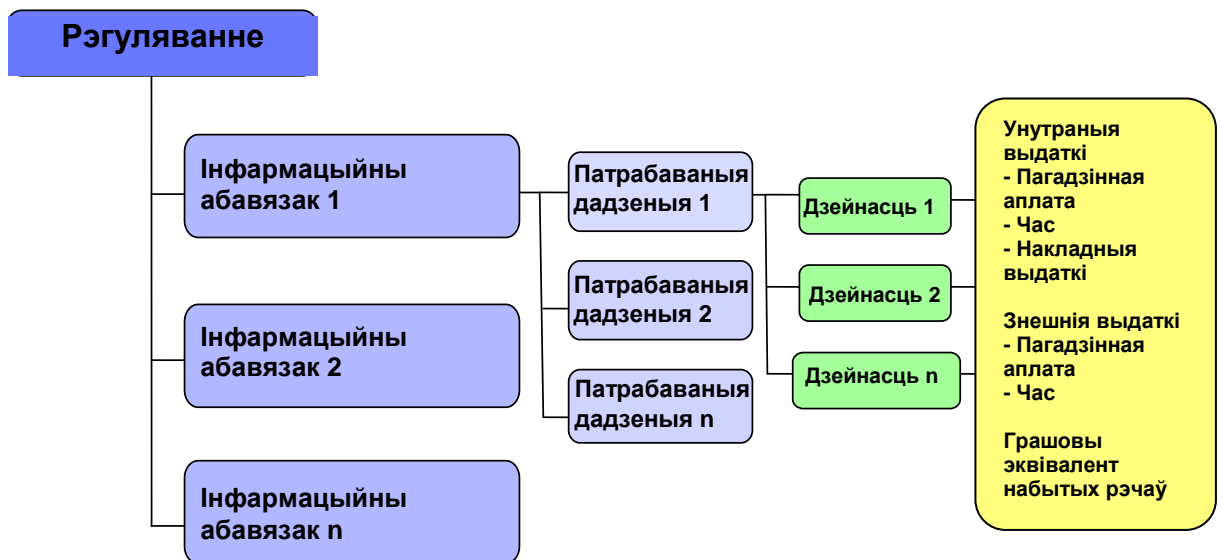 Рэгуляванне
Інфармацыйны
абавязак 1
Інфармацыйны
абавязак 2
Інфармацыйны
абавязак n
Патрабаваныя
дадзеныя 1
Патрабаваныя
дадзеныя 2
Патрабаваныя
дадзеныя n
Дзейнасць 1
Дзейнасць 2
Дзейнасць n
Унутраныя
выдаткі
- Пагадзінная
аплата
- Час
- Накладныя
выдаткі
Знешнія выдаткі
- Пагадзінная
аплата
- Час
Грашовы
эквівалент
набытых рэчаў